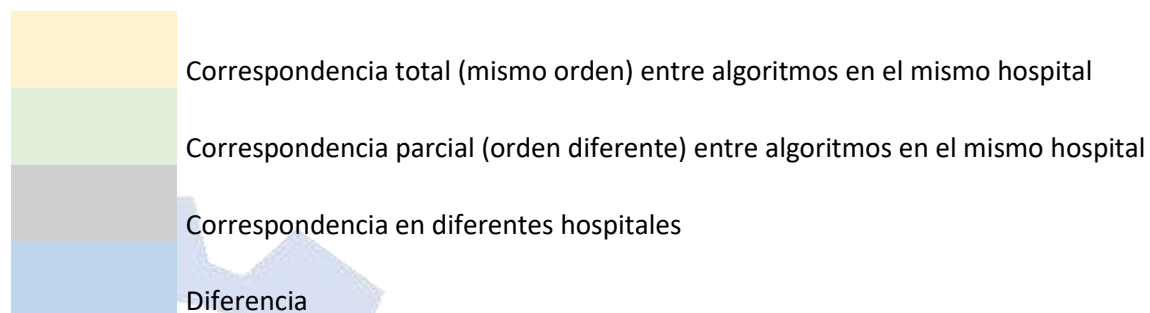 Correspondencia total (mismo orden) entre algoritmos en el mismo hospital
Correspondencia parcial (orden diferente) entre algoritmos en el mismo hospital
Correspondencia en diferentes hospitales
Diferencia